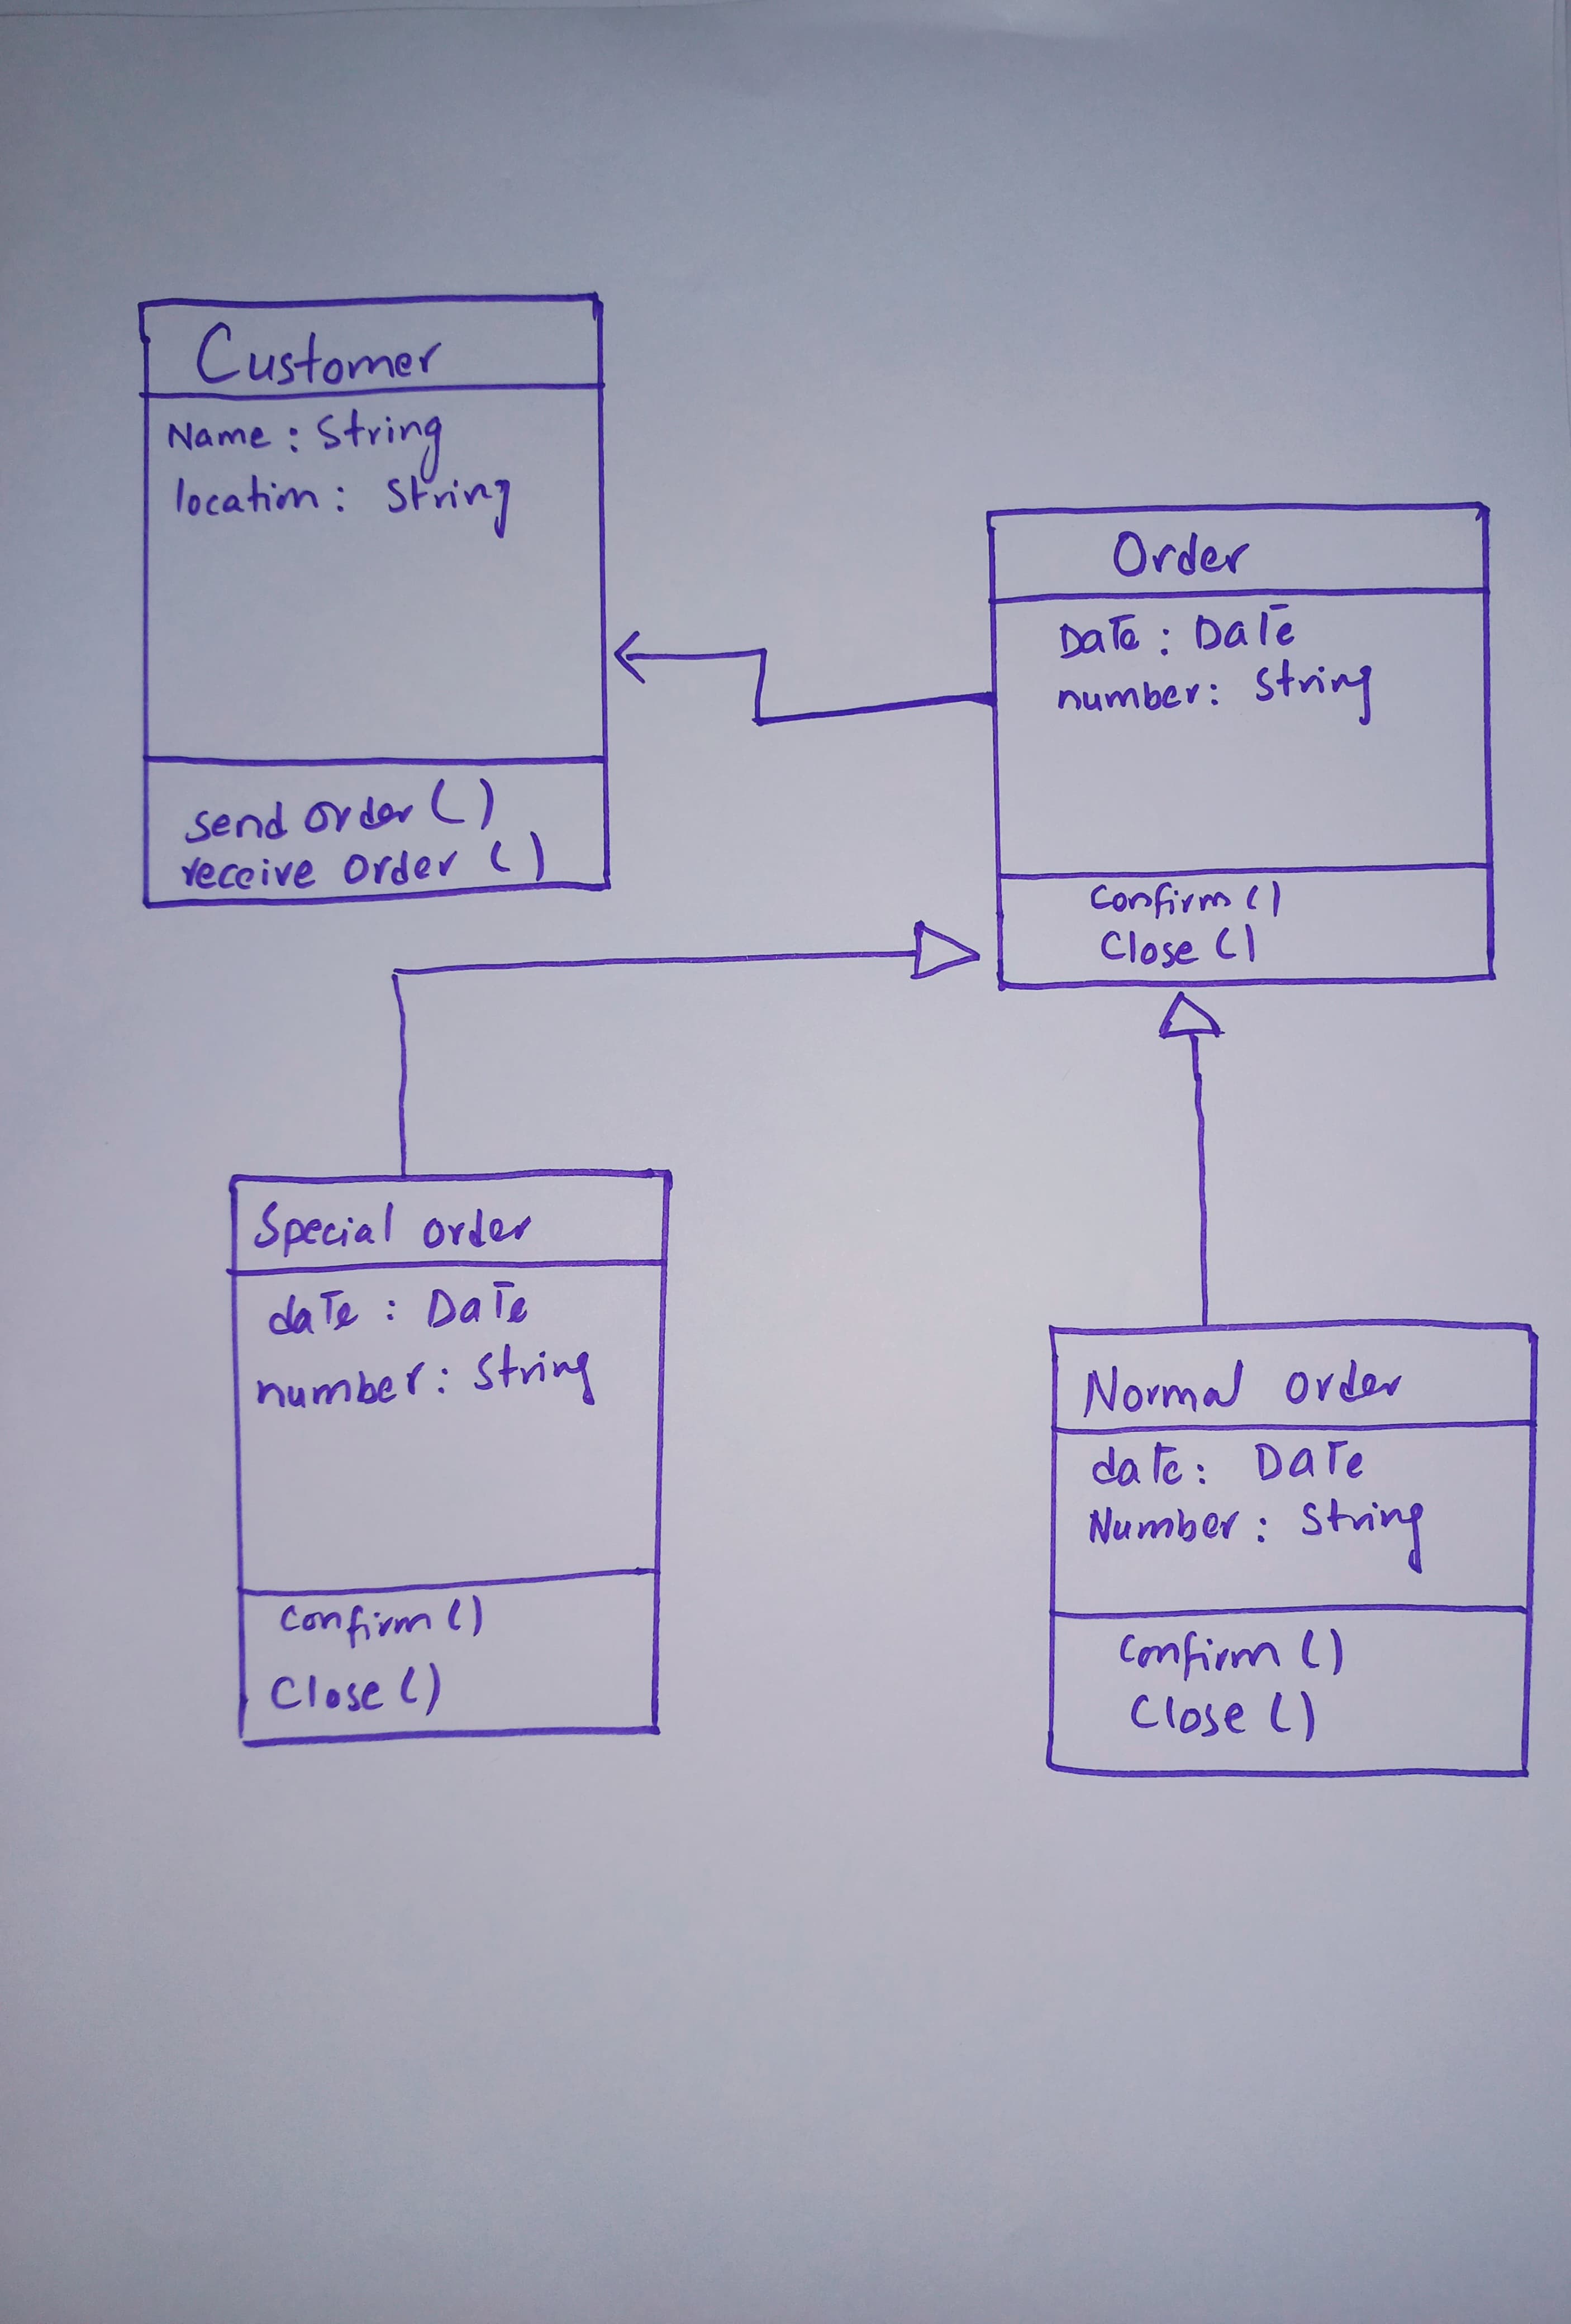 Customer
Name : String
location : String
send order ( )
receive order ( )
Order
Date : Date
number : String
Confirm ( )
Close ( )
Special order
date : Date
number : String
Confirm ( )
Close ( )
Normal order
date : Date
Number : String
Confirm ( )
Close ( )